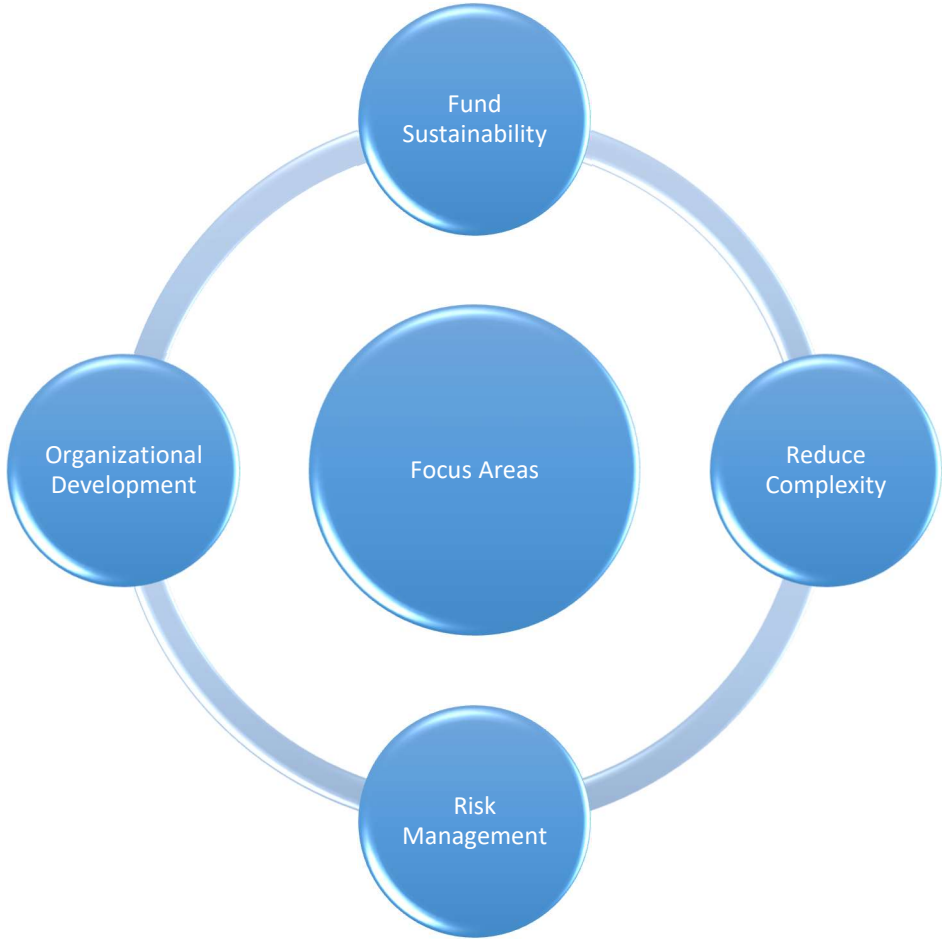 Fund
Sustainability
Organizational
Development
Focus Areas
Reduce
Complexity
Risk
Management